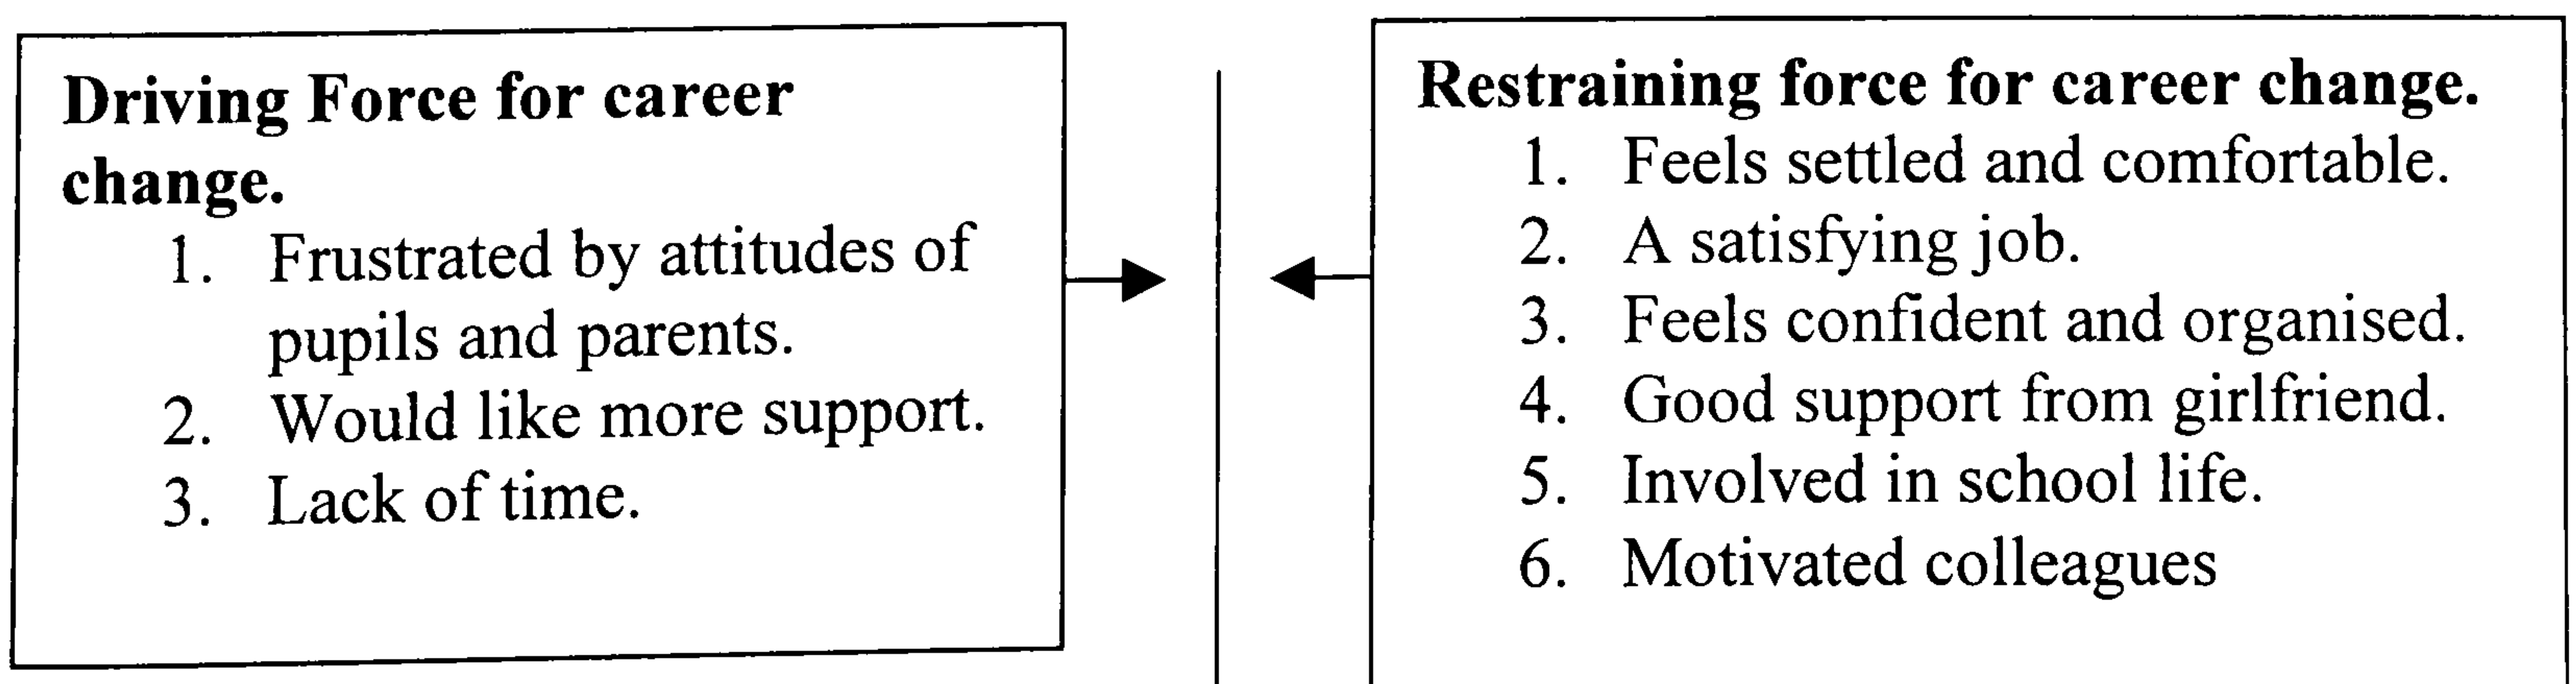 Driving Force for career
change.
1. Frustrated by attitudes of
pupils and parents.
2. Would like more support.
3. Lack of time.
Restraining force for career change.
1. Feels settled and comfortable.
2. A satisfying job.
3. Feels confident and organised.
4. Good support from girlfriend.
5. Involved in school life.
6. Motivated colleagues